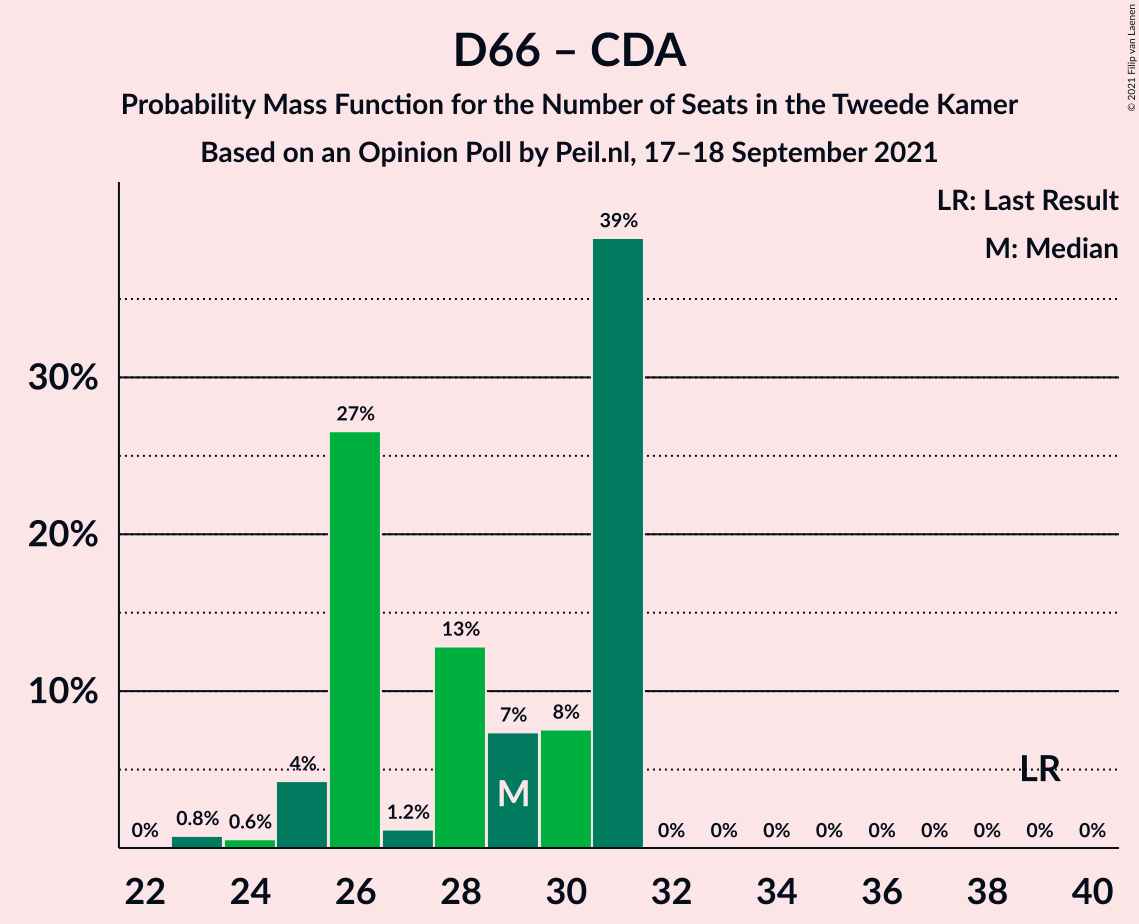 © 2021 Filip van Laenen
D66 – CDA
Probability Mass Function for the Number of Seats in the Tweede Kamer
Based on an Opinion Poll by Peil.nl, 17–18 September 2021
LR: Last Result
M: Median
30%
20%
10%
0%
0.8%
0.6%
4%
27%
1.2%
13%
7%
8%
39%
0%
0%
0%
0%
0%
0%
0%
0%
0%
M
LR
22 24 26 28 30 32 34 36 38 40